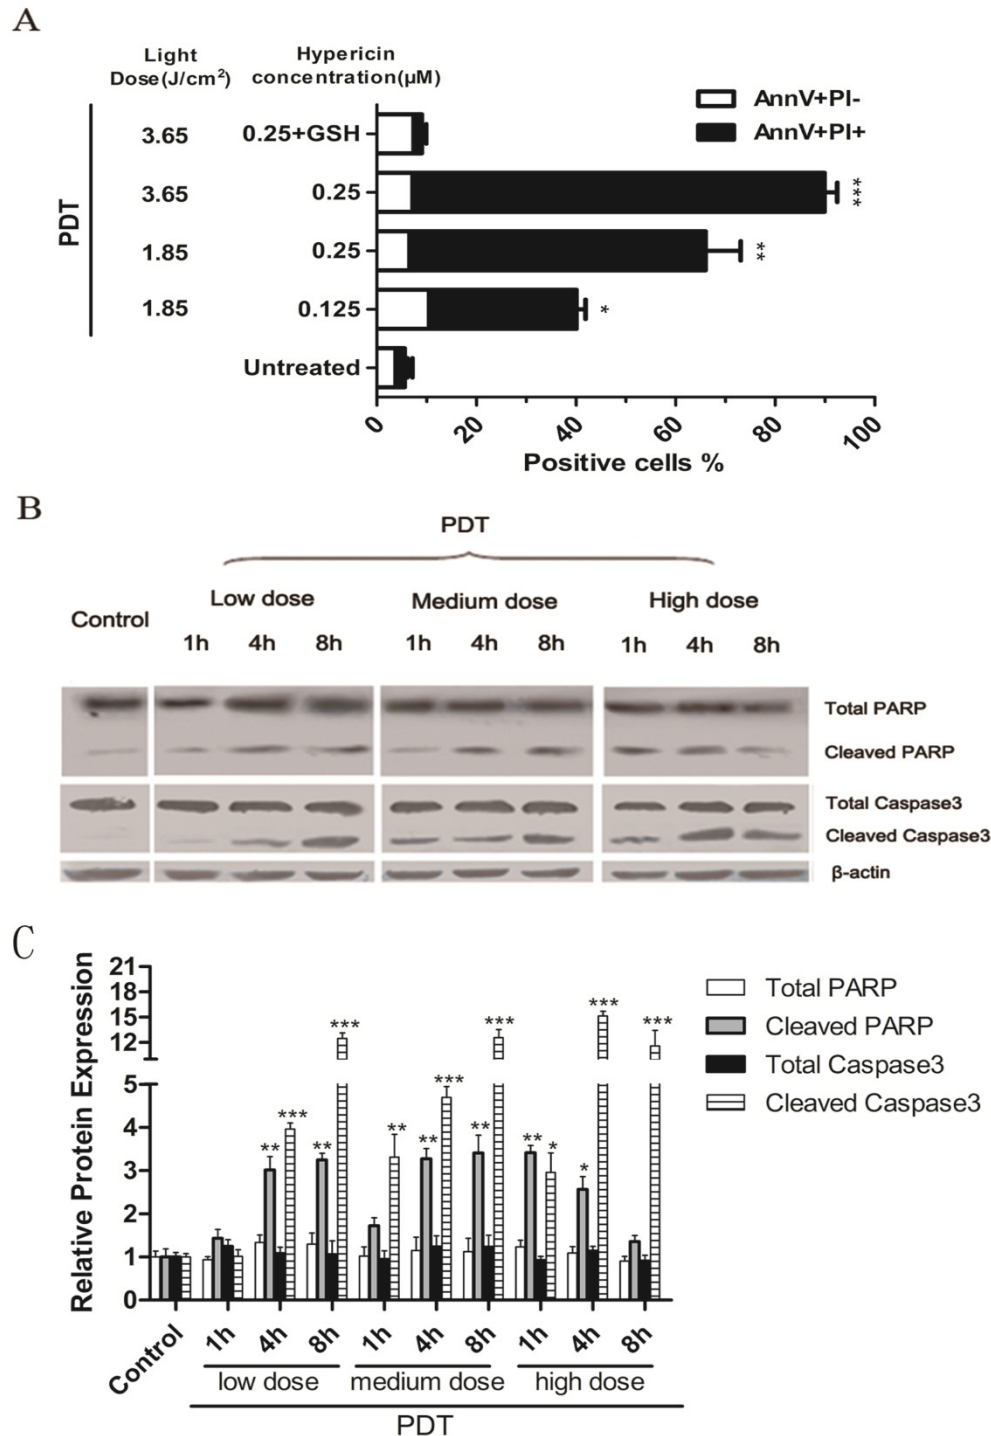 A
Light
Dose(J/cm²)
Hypericin
concentration(μM)
AnnV+PI-
AnnV+PI+
PDT
3.65
0.25+GSH
3.65
0.25
***
1.85
0.25
**
1.85
0.125
*
Untreated
0 20 40 60 80 100
Positive cells %
B
PDT
Control
Low dose
Medium dose
High dose
1h 4h 8h 1h 4h 8h 1h 4h 8h
Total PARP
Cleaved PARP
Total Caspase3
Cleaved Caspase3
β-actin
C
Relative Protein Expression
21
18
15
12
5
4
3
2
1
0
** *** ** *** ** ** *** ** *** ** * * *** ***
Total PARP
Cleaved PARP
Total Caspase3
Cleaved Caspase3
Control 1h 4h 8h 1h 4h 8h 1h 4h 8h
low dose medium dose high dose
PDT